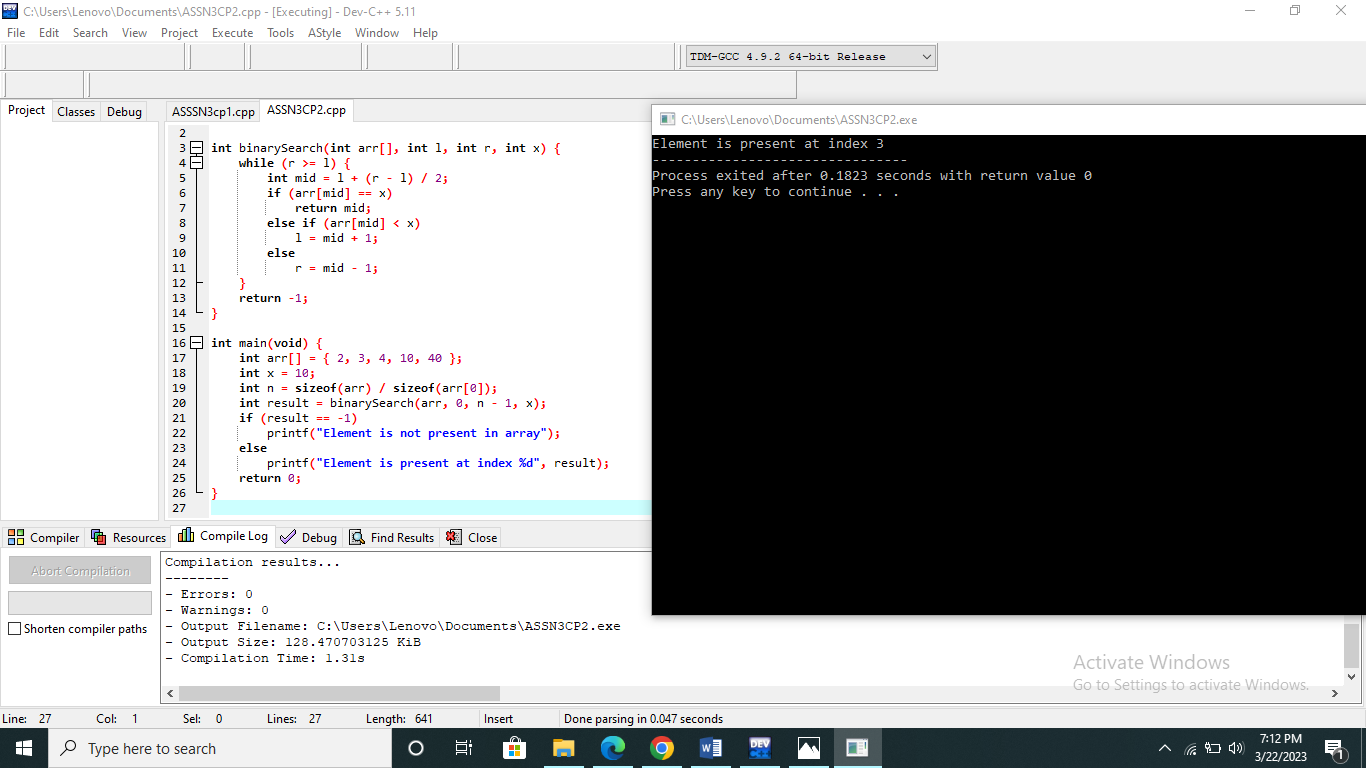 C:\Users\Lenovo\Documents\ASSN3CP2.cpp - [Executing] - Dev-C++ 5.11
File Edit Search View Project Execute Tools AStyle Window Help
TDM-GCC 4.9.2 64-bit Release
Project Classes Debug
ASSSN3cp1.cpp ASSN3CP2.cpp
2
3 int binarySearch(int arr[], int l, int r, int x) {
4 while (r >= l) {
5 int mid = l + (r - l) / 2;
6 if (arr[mid] == x)
7 return mid;
8 else if (arr[mid] < x)
9 l = mid + 1;
10 else
11 r = mid - 1;
12 }
13 return -1;
14 }
15
16 int main(void) {
17 int arr[] = { 2, 3, 4, 10, 40 };
18 int x = 10;
19 int n = sizeof(arr) / sizeof(arr[0]);
20 int result = binarySearch(arr, 0, n - 1, x);
21 if (result == -1)
22 printf("Element is not present in array");
23 else
24 printf("Element is present at index %d", result);
25 return 0;
26 }
27
C:\Users\Lenovo\Documents\ASSN3CP2.exe
Element is present at index 3
--------------------------------
Process exited after 0.1823 seconds with return value 0
Press any key to continue . . .
Compiler Resources Compile Log Debug Find Results Close
Abort Compilation
Shorten compiler paths
Compilation results...
--------
- Errors: 0
- Warnings: 0
- Output Filename: C:\Users\Lenovo\Documents\ASSN3CP2.exe
- Output Size: 128.470703125 KiB
- Compilation Time: 1.31s
Activate Windows
Go to Settings to activate Windows.
Line: 27 Col: 1 Sel: 0 Lines: 27 Length: 641 Insert Done parsing in 0.047 seconds
Type here to search
DEV
7:12 PM
3/22/2023
1